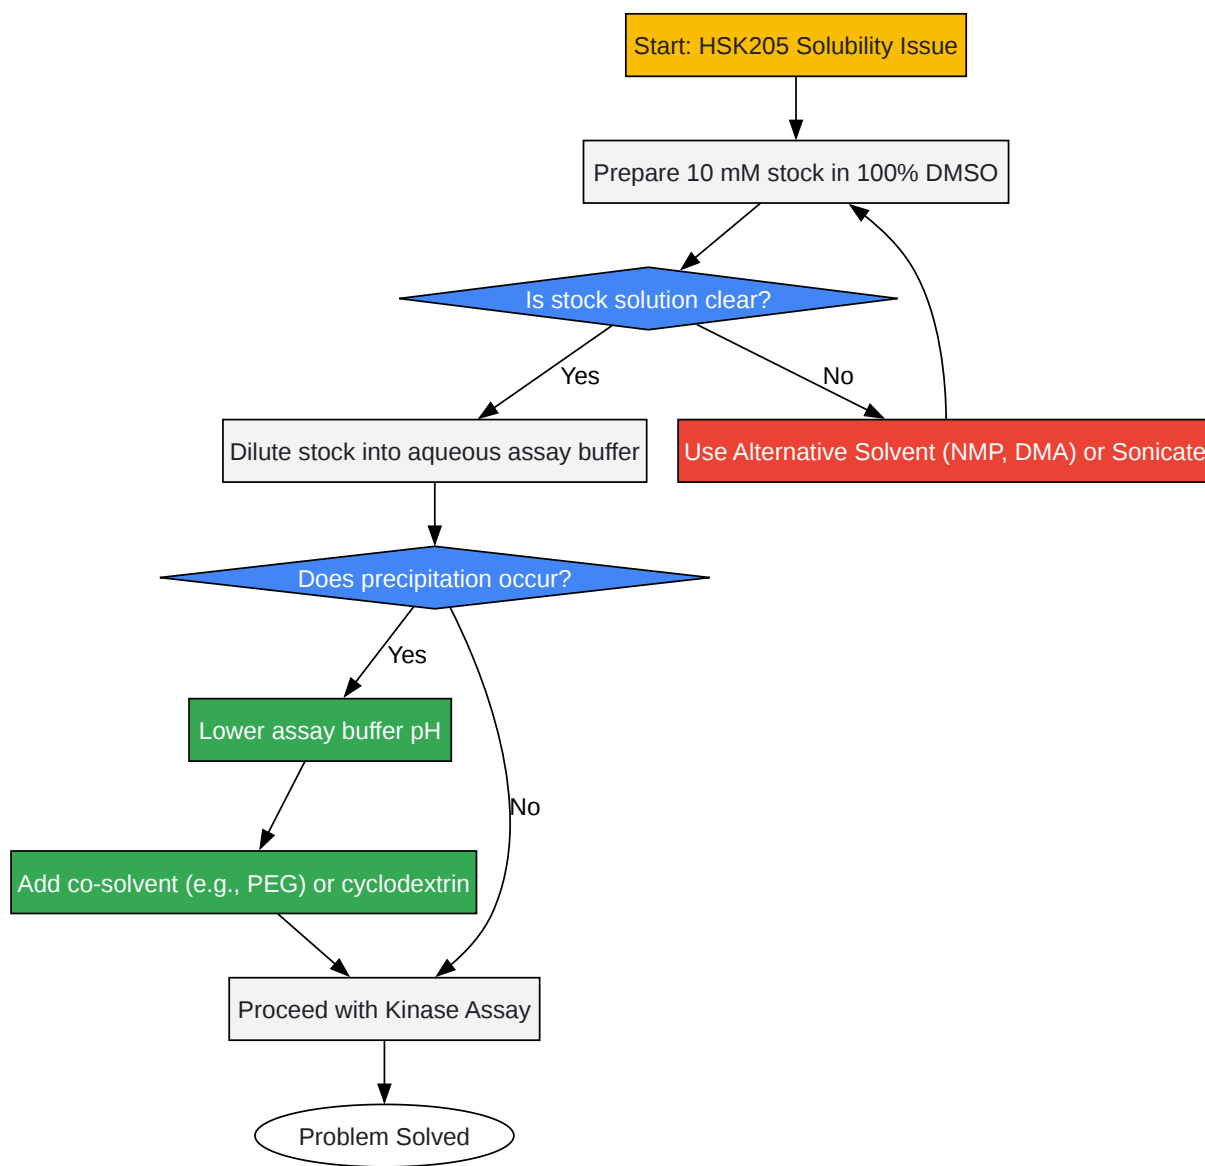 Start: HSK205 Solubility Issue
Prepare 10 mM stock in 100% DMSO
Is stock solution clear?
Yes
No
Dilute stock into aqueous assay buffer
Use Alternative Solvent (NMP, DMA) or Sonicate
Does precipitation occur?
Yes
Lower assay buffer pH
No
Add co-solvent (e.g., PEG) or cyclodextrin
Proceed with Kinase Assay
Problem Solved